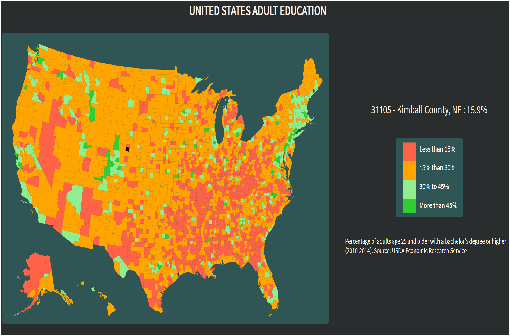 UNITED STATES ADULT EDUCATION
31105 - Kimball County, NE : 15.9%
Less than 15%
15% than 30%
30% to 45%
More than 45%
Percentage of adults age 25 and older with a bachelor's degree or higher
(2010-2014). Source: USDA Economic Research Service